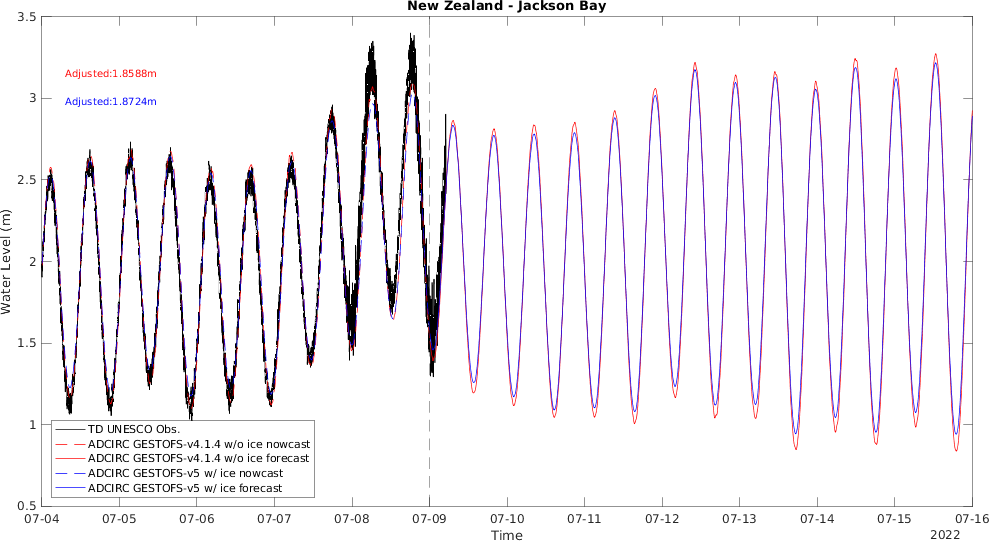 New Zealand - Jackson Bay
3.5
3
2.5
2
1.5
1
0.5
Water Level (m)
Adjusted:1.8588m
Adjusted:1.8724m
TD UNESCO Obs.
ADCIRC GESTOFS-v4.1.4 w/o ice nowcast
ADCIRC GESTOFS-v4.1.4 w/o ice forecast
ADCIRC GESTOFS-v5 w/ ice nowcast
ADCIRC GESTOFS-v5 w/ ice forecast
07-04 07-05 07-06 07-07 07-08 07-09 07-10 07-11 07-12 07-13 07-14 07-15 07-16
Time
2022